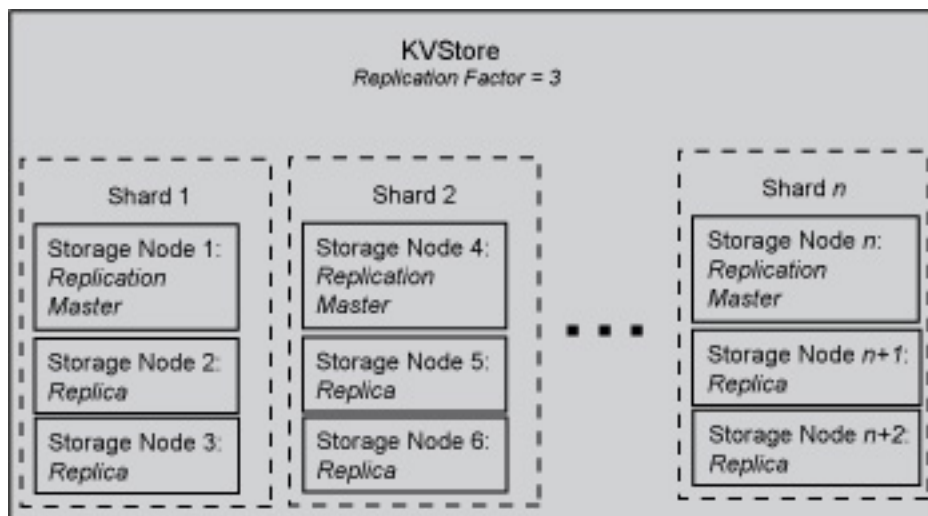 KVStore
Replication Factor = 3
Shard 1
Storage Node 1:
Replication
Master
Storage Node 2:
Replica
Storage Node 3:
Replica
Shard 2
Storage Node 4:
Replication
Master
Storage Node 5:
Replica
Storage Node 6:
Replica
Shard n
Storage Node n:
Replication
Master
Storage Node n+1:
Replica
Storage Node n+2:
Replica